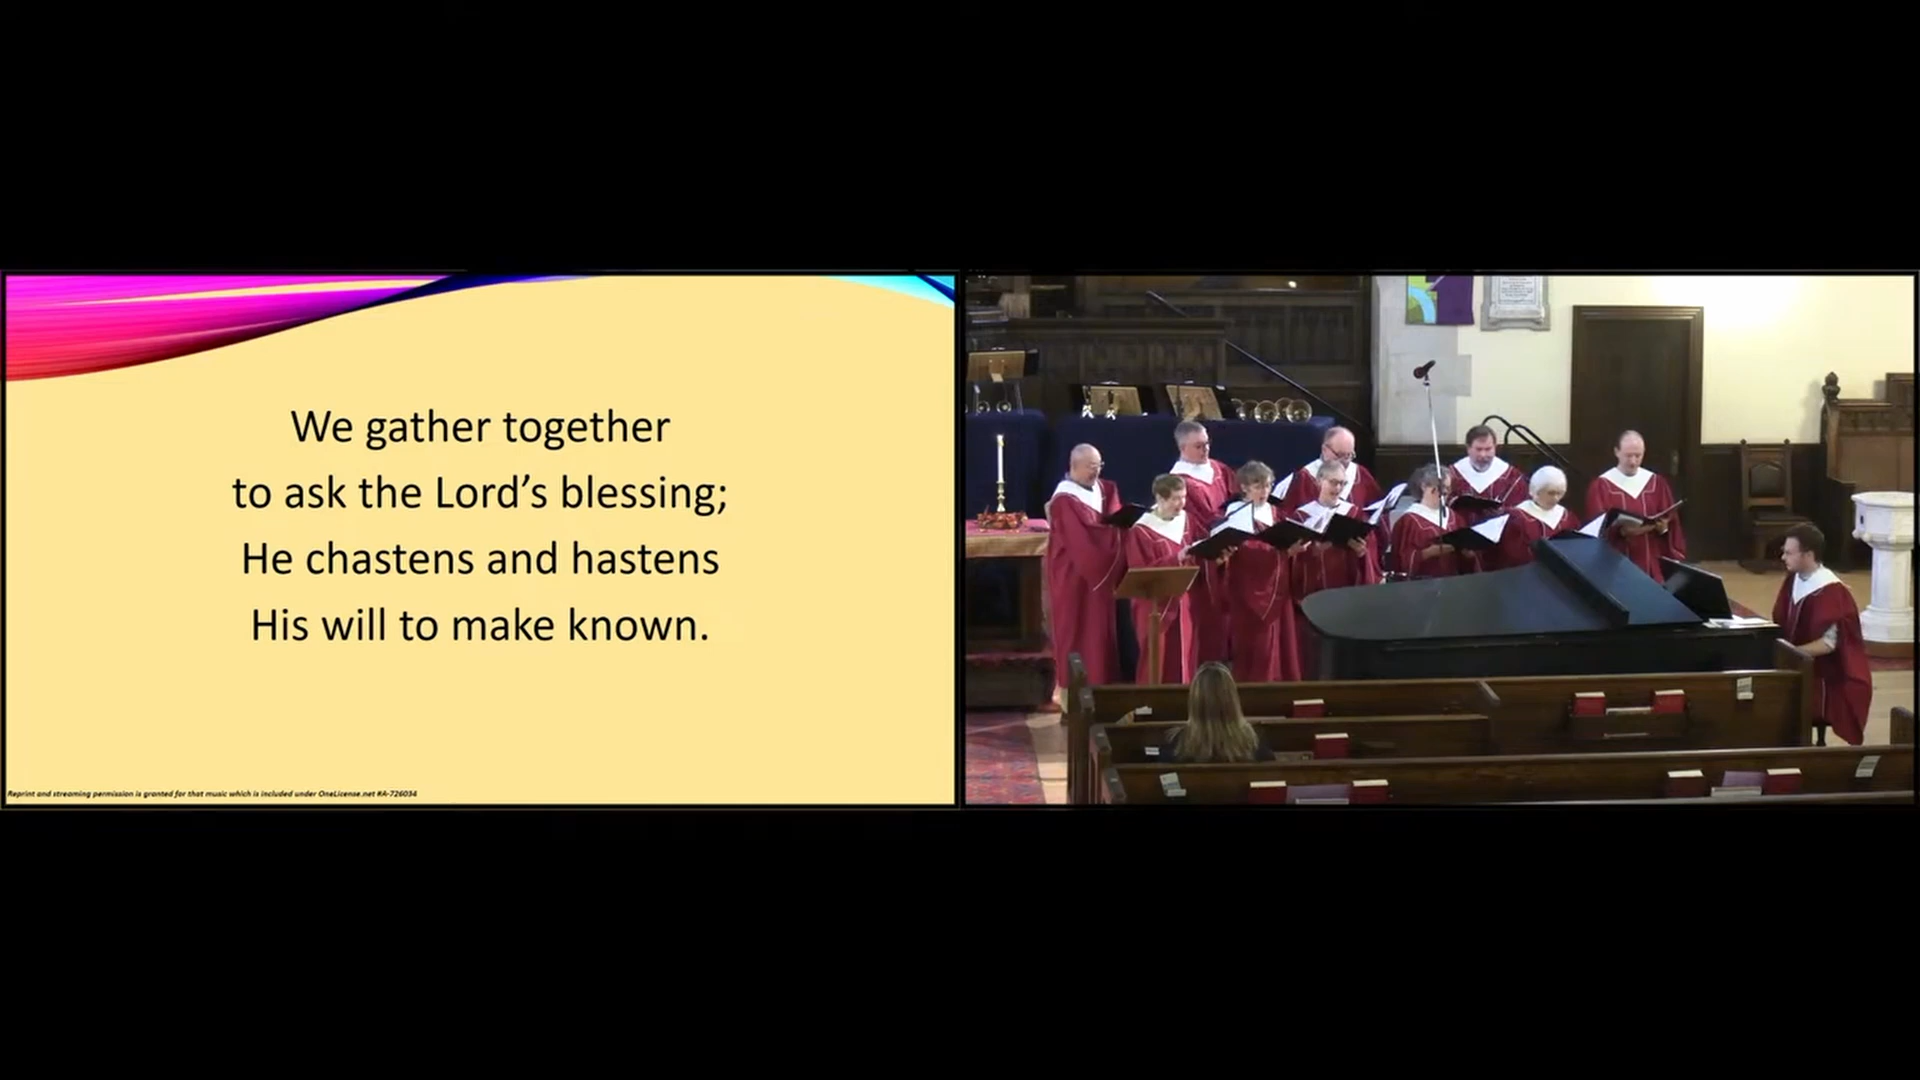 We gather together
to ask the Lord’s blessing;
He chastens and hastens
His will to make known.
Reprint and streaming permission is granted for that music which is included under OneLicense.net #A-726034